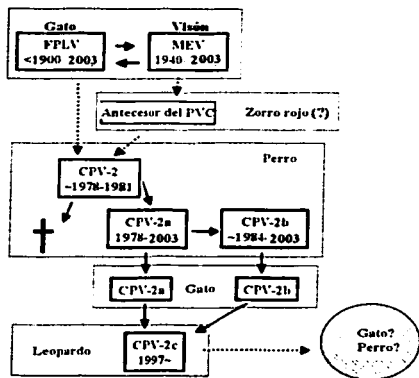 Gato
Visón
FPLV
<1900-2003
MEV
1940-2003
Antecesor del PVC
Zorro rojo(?)
Perro
CPV-2
~1978-1981
CPV-2a
1978-2003
CPV-2b
~1984-2003
CPV-2a
Gato
CPV-2b
Leopardo
CPV-2c
1997~
Gato?
Perro?